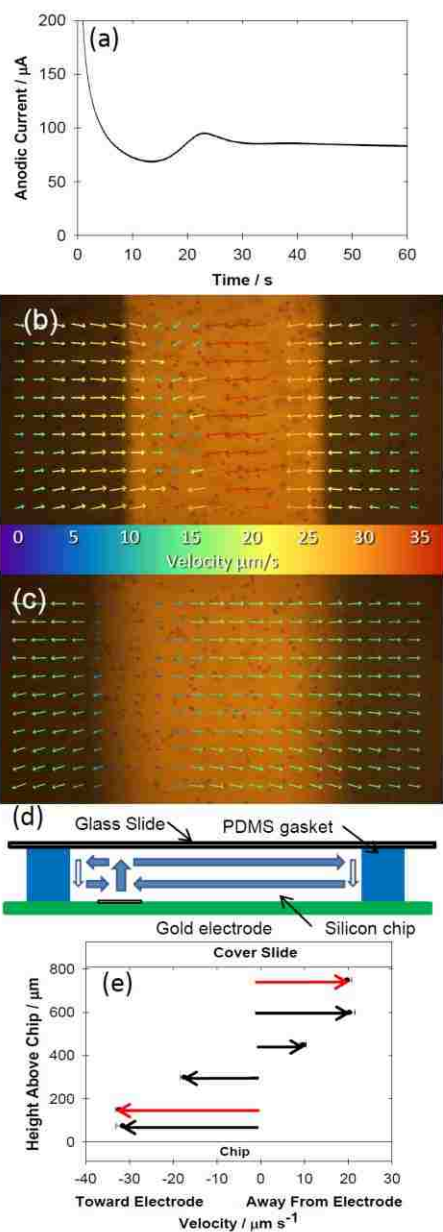 (a)
Anodic Current / µA
200
150
100
50
0
0 10 20 30 40 50 60
Time / s
(b)
0 5 10 15 20 25 30 35
Velocity µm/s
(c)
(d)
Glass Slide
PDMS gasket
Gold electrode
Silicon chip
Cover Slide
(e)
Height Above Chip / µm
800
600
400
200
0
Chip
-40 -30 -20 -10 0 10 20 30
Toward Electrode Away From Electrode
Velocity / µm s⁻¹